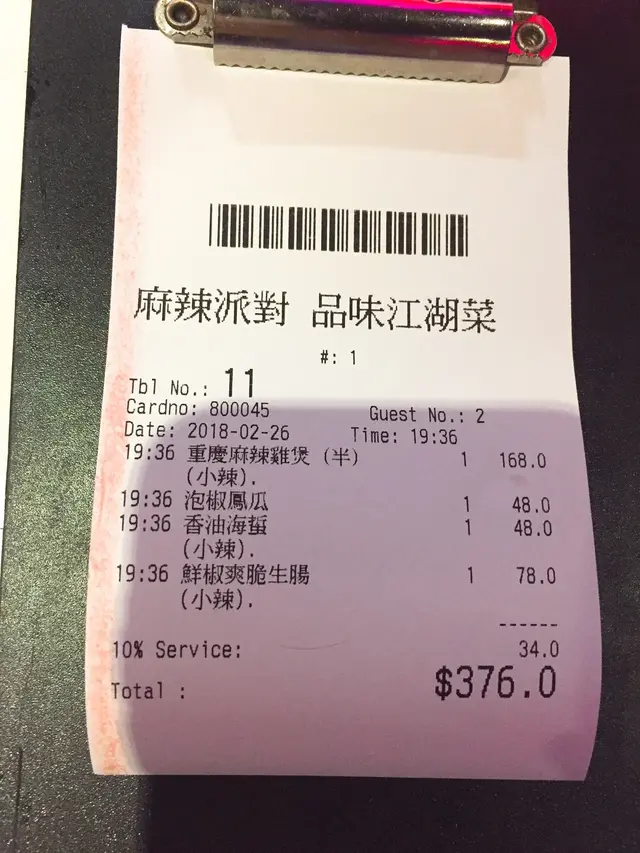 麻辣派對 品味江湖菜
#: 1
Tbl No.: 11
Cardno: 800045 Guest No.: 2
Date: 2018-02-26 Time: 19:36
19:36 重慶麻辣雞煲 (半) 1 168.0
(小辣).
19:36 泡椒鳳瓜 1 48.0
19:36 香油海蜇 1 48.0
(小辣).
19:36 鮮椒爽脆生腸 1 78.0
(小辣).
------
10% Service: 34.0
Total : $376.0